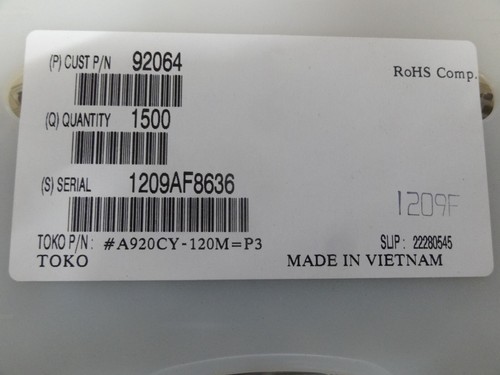 (P) CUST P/N 92064
RoHS Comp.
(Q) QUANTITY 1500
(S) SERIAL 1209AF8636
1209F
TOKO P/N: #A920CY-120M=P3
SLIP: 22280545
TOKO
MADE IN VIETNAM